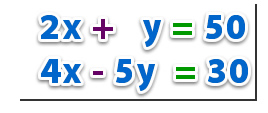 2x + y = 50
4x - 5y = 30